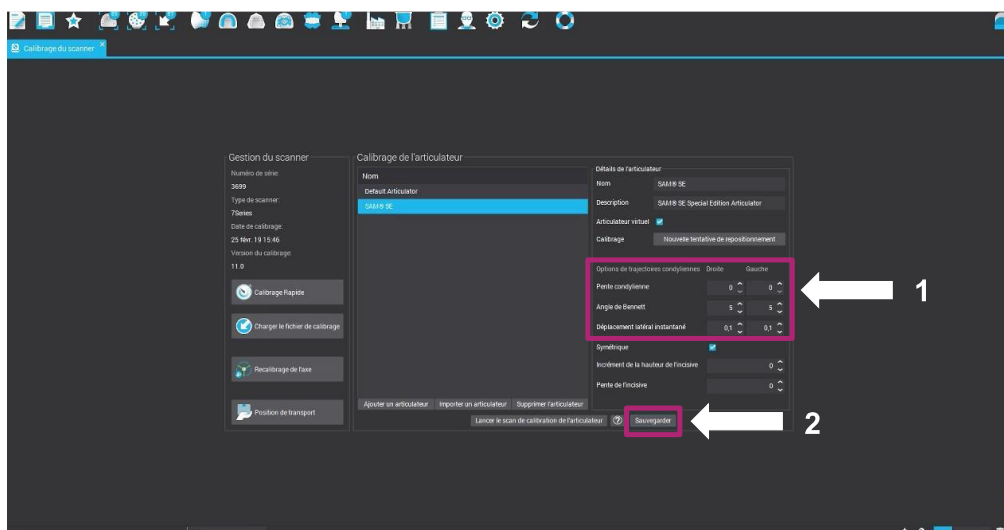 Calibrage du scanner
Gestion du scanner
Numéro de série
3699
Type de scanner:
7Series
Date de calibrage:
25 févr. 19 15:46
Version du calibrage:
11.0
Calibrage Rapide
Charger le fichier de calibrage
Recalibrage de l'axe
Position de transport
Calibrage de l'articulateur
Nom
Default Articulator
SAM® SE
Ajouter un articulateur Importer un articulateur Supprimer l'articulateur
Lancer le scan de calibration de l'articulateur ? Sauvegarder
Détails de l'articulateur
Nom SAM® SE
Description SAM® SE Special Edition Articulator
Articulateur virtuel
Calibrage Nouvelle tentative de repositionnement
Options de trajectoires condyliennes Droite Gauche
Pente condylienne 0 0
Angle de Bennett 5 5
Déplacement latéral instantané 0,1 0,1
Symétrique
Incrément de la hauteur de l'incisive 0
Pente de l'incisive 0
1
2